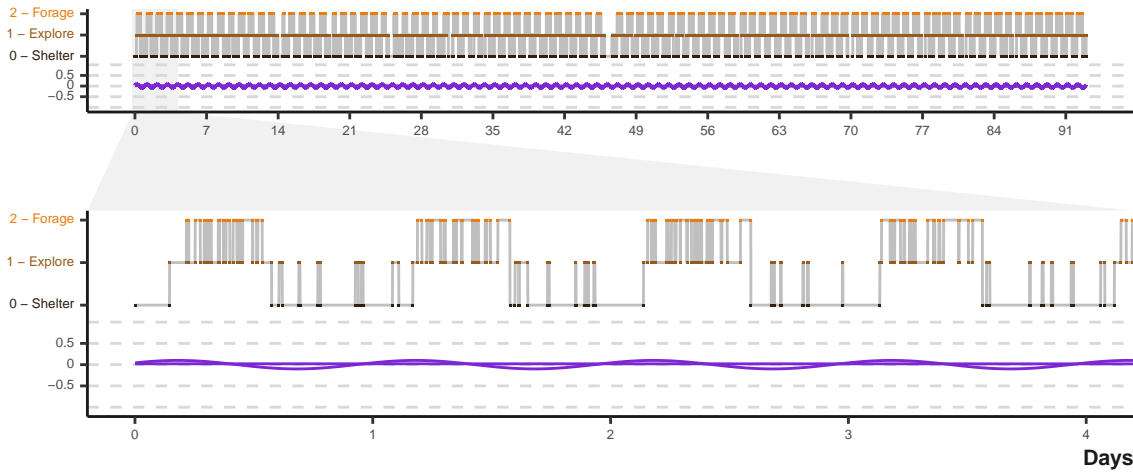 2 – Forage
1 – Explore
0 – Shelter
0.5
0
−0.5
0 7 14 21 28 35 42 49 56 63 70 77 84 91
2 – Forage
1 – Explore
0 – Shelter
0.5
0
−0.5
0 1 2 3 4
Days